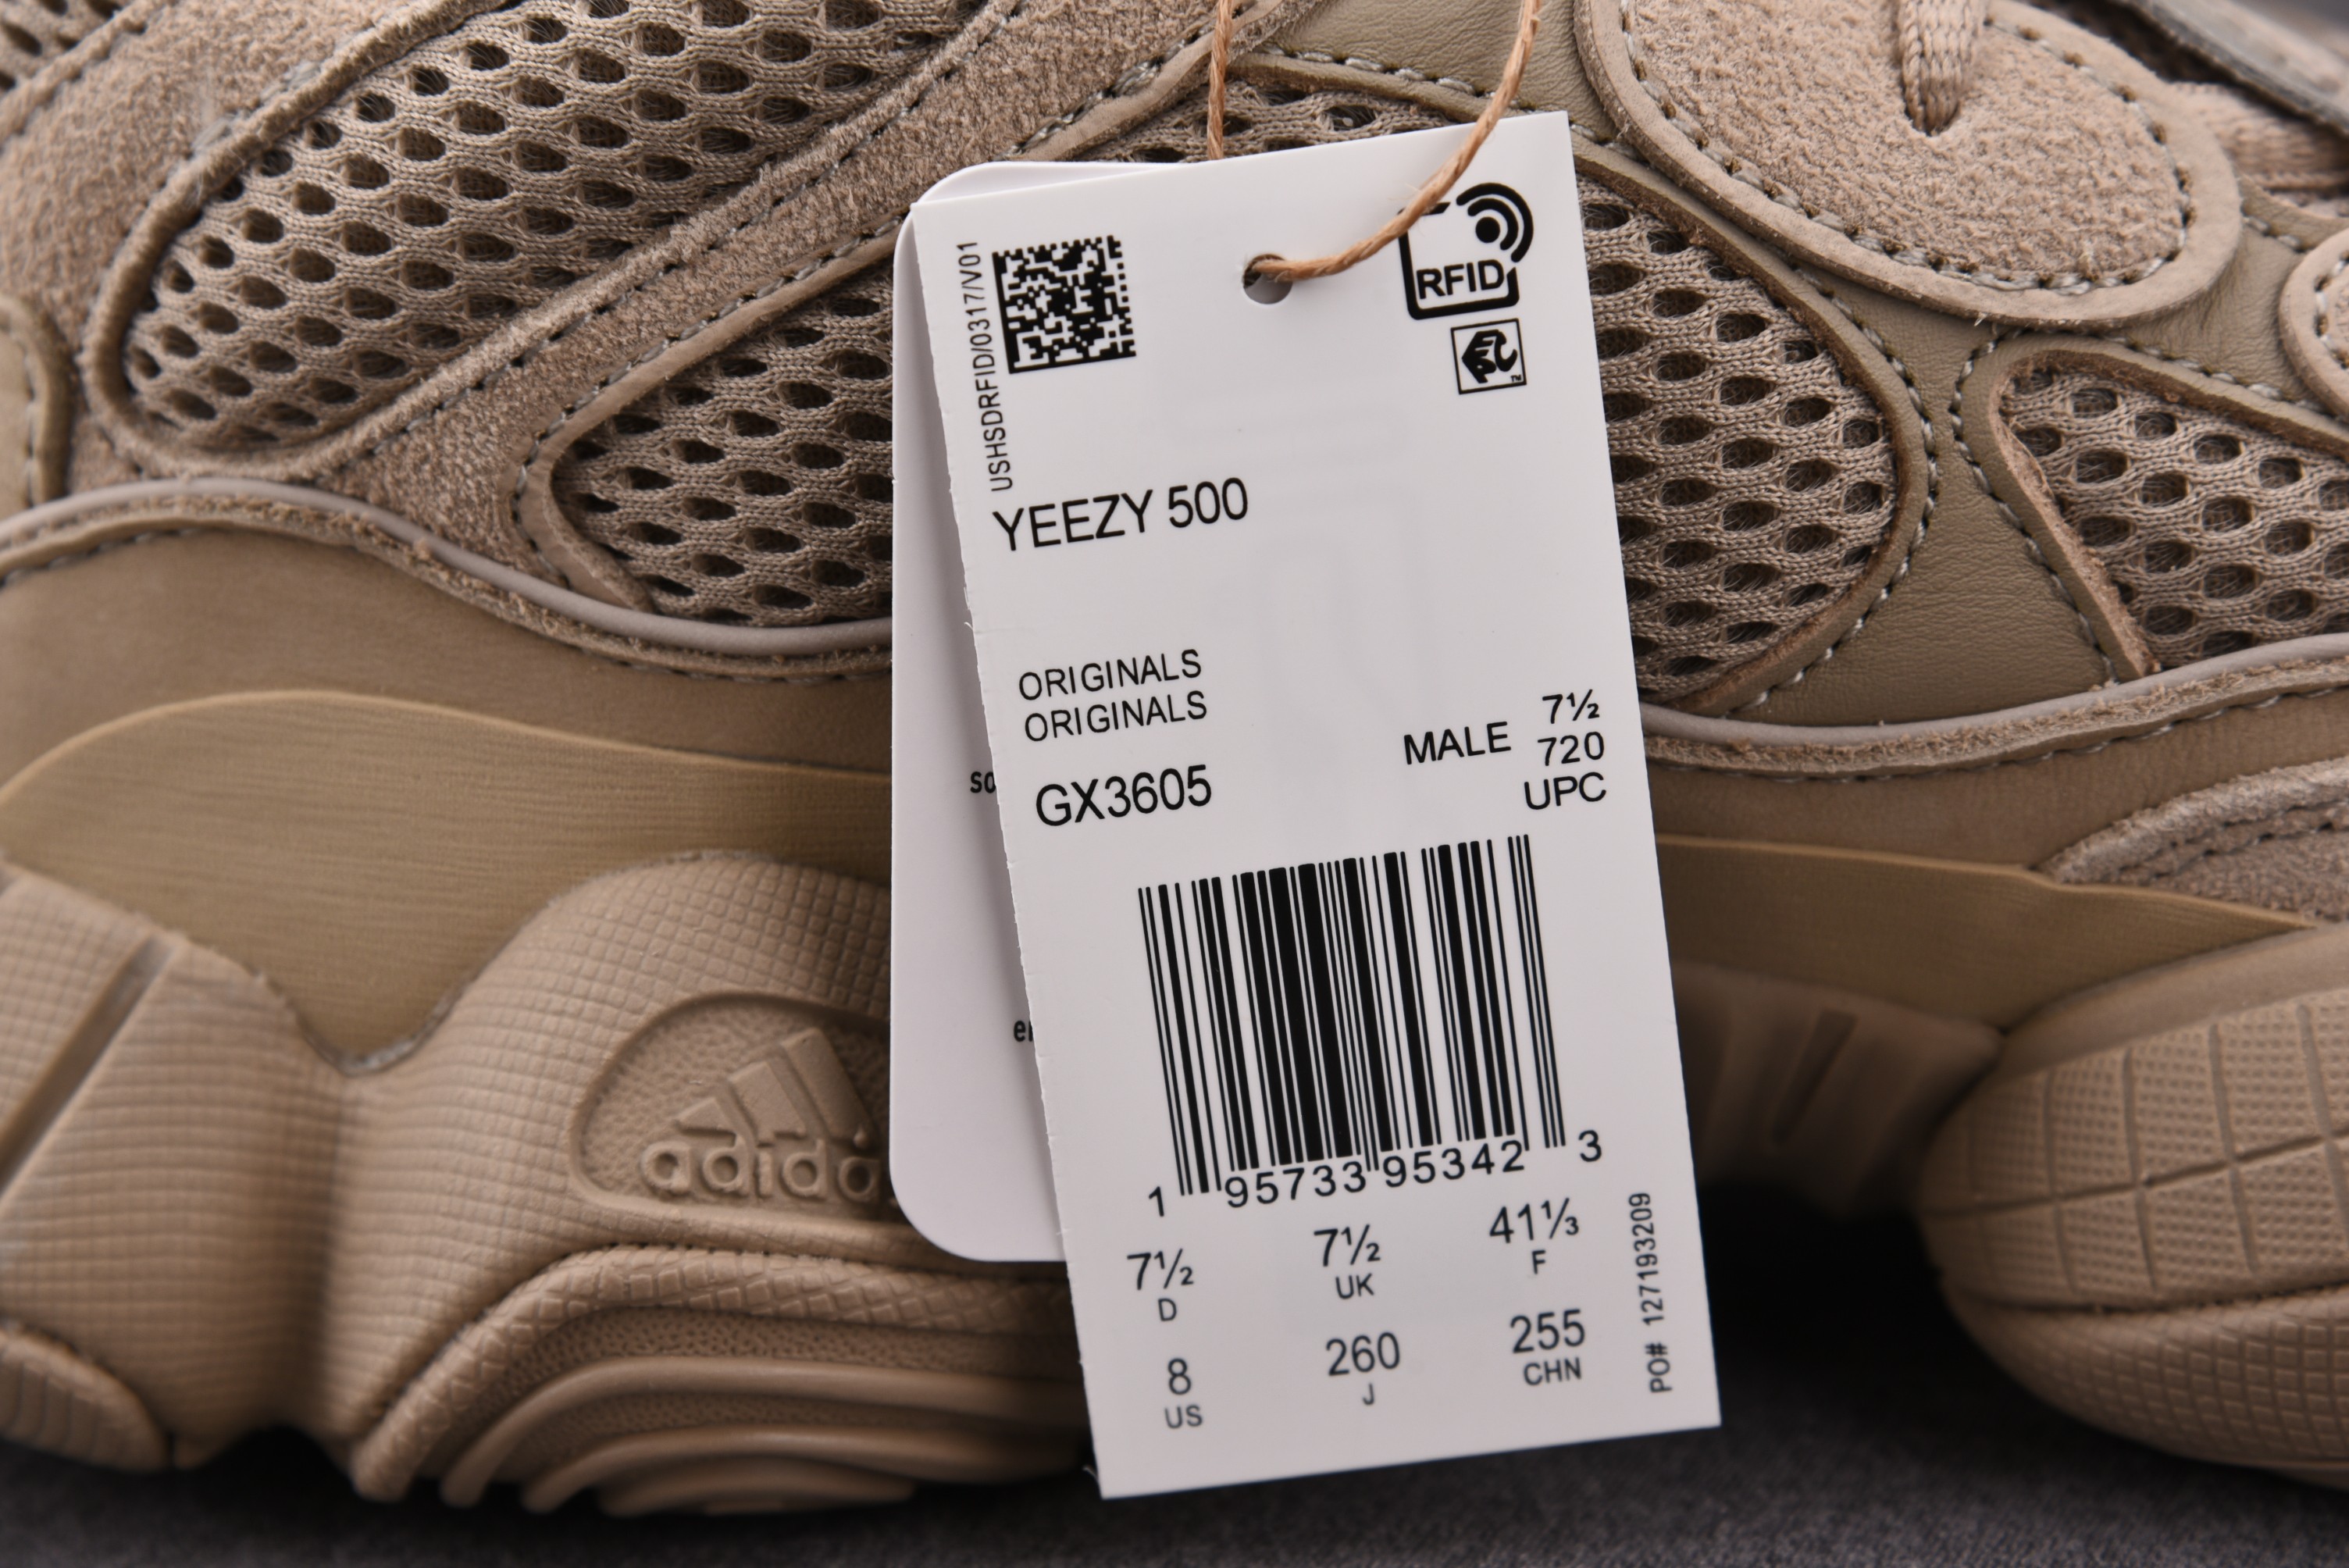 USHSDRFID/0317/V01
RFID
YEEZY 500
ORIGINALS
ORIGINALS
MALE 7½
720
GX3605 UPC
1 95733 95342 3
7½ 7½ 41⅓
D UK F
8 260 255
US J CHN
PO# 1271193209
adidas